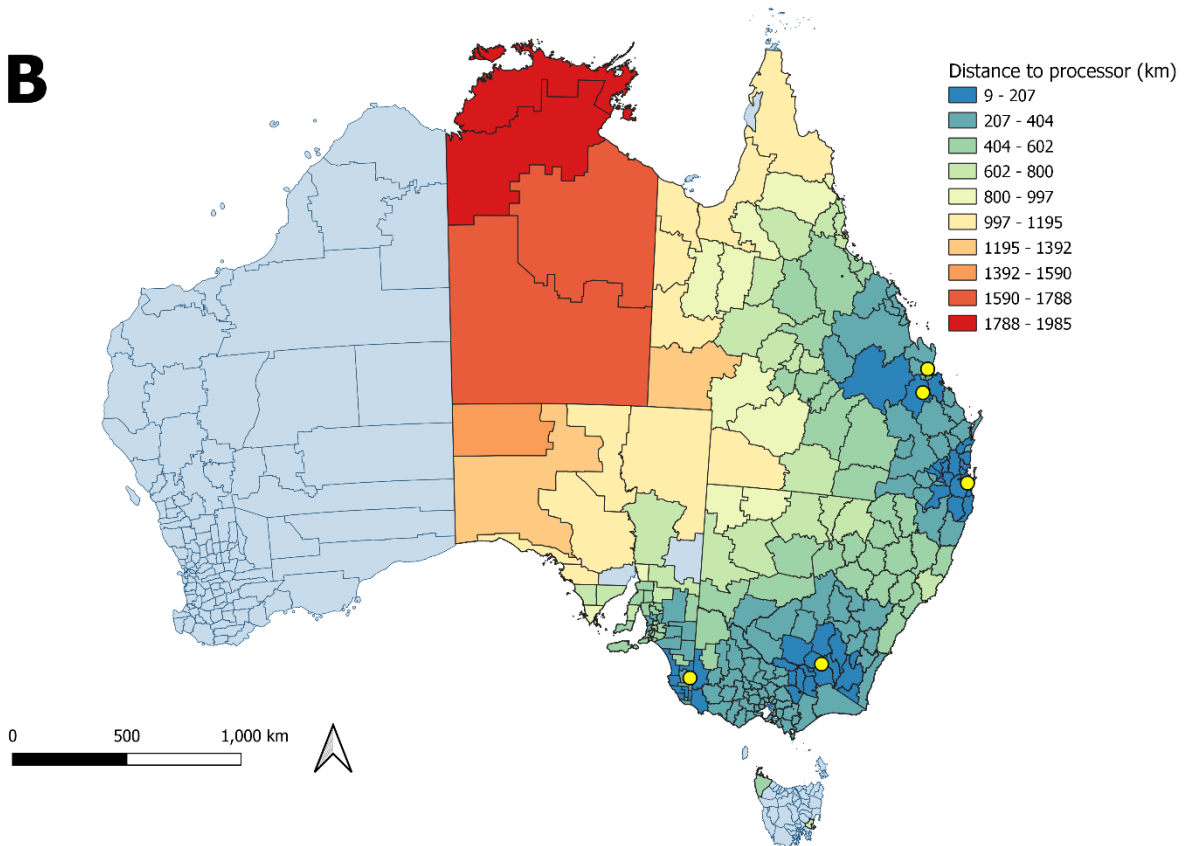 B
Distance to processor (km)
9 - 207
207 - 404
404 - 602
602 - 800
800 - 997
997 - 1195
1195 - 1392
1392 - 1590
1590 - 1788
1788 - 1985
0 500 1,000 km